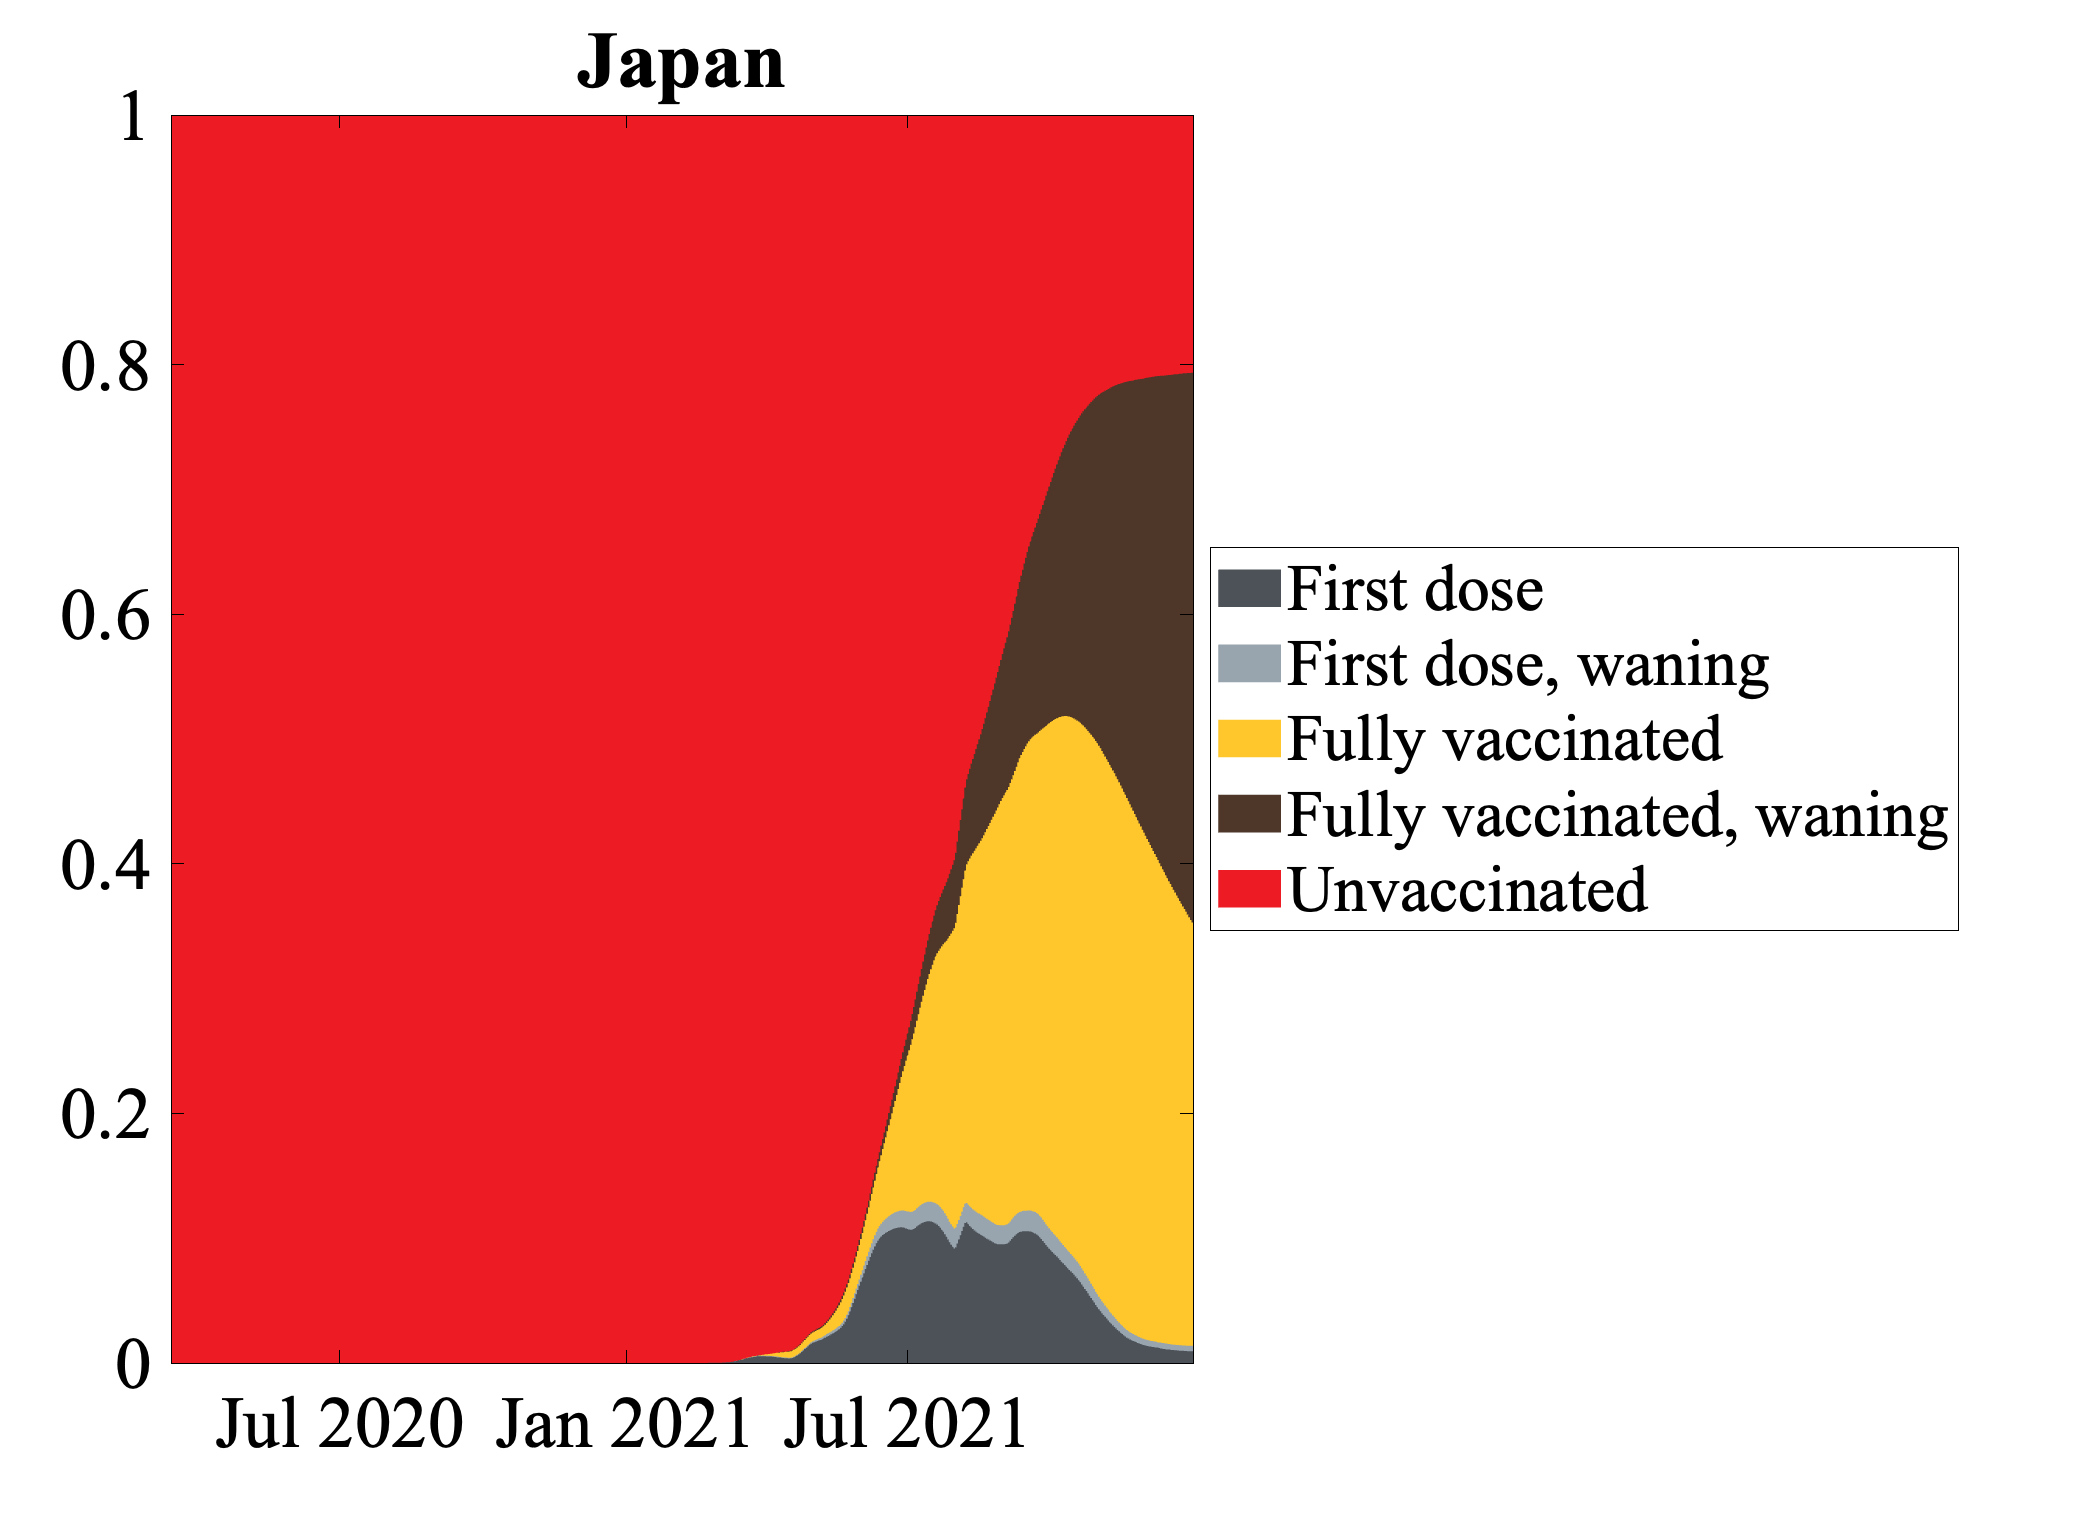 Japan
1
0.8
0.6
0.4
0.2
0
Jul 2020 Jan 2021 Jul 2021
First dose
First dose, waning
Fully vaccinated
Fully vaccinated, waning
Unvaccinated